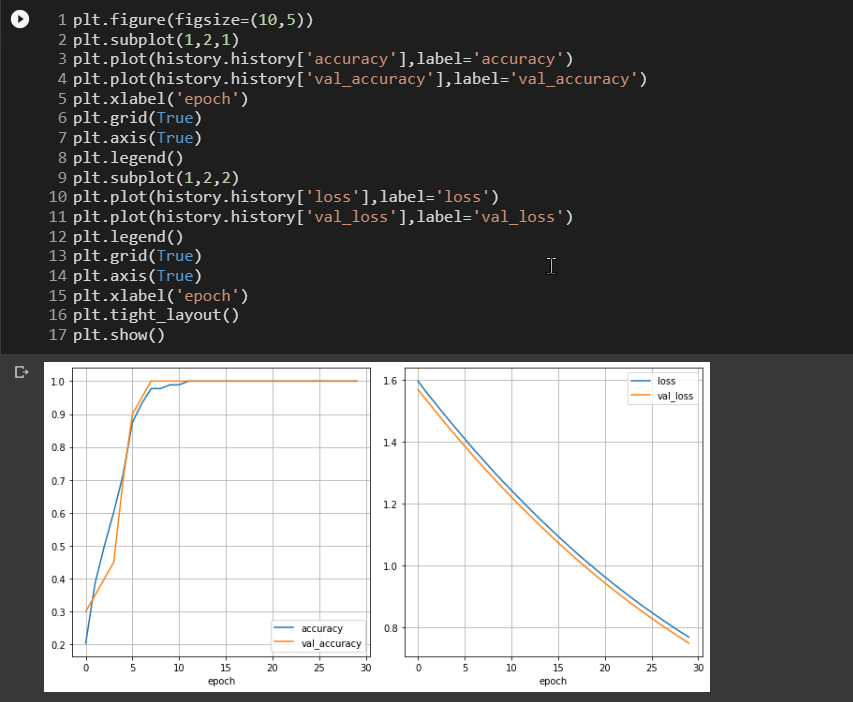 1 plt.figure(figsize=(10,5))
2 plt.subplot(1,2,1)
3 plt.plot(history.history['accuracy'],label='accuracy')
4 plt.plot(history.history['val_accuracy'],label='val_accuracy')
5 plt.xlabel('epoch')
6 plt.grid(True)
7 plt.axis(True)
8 plt.legend()
9 plt.subplot(1,2,2)
10 plt.plot(history.history['loss'],label='loss')
11 plt.plot(history.history['val_loss'],label='val_loss')
12 plt.legend()
13 plt.grid(True)
14 plt.axis(True)
15 plt.xlabel('epoch')
16 plt.tight_layout()
17 plt.show()
1.0
0.9
0.8
0.7
0.6
0.5
0.4
0.3
0.2
accuracy
val_accuracy
0 5 10 15 20 25 30
epoch
1.6
1.4
1.2
1.0
0.8
loss
val_loss
0 5 10 15 20 25 30
epoch